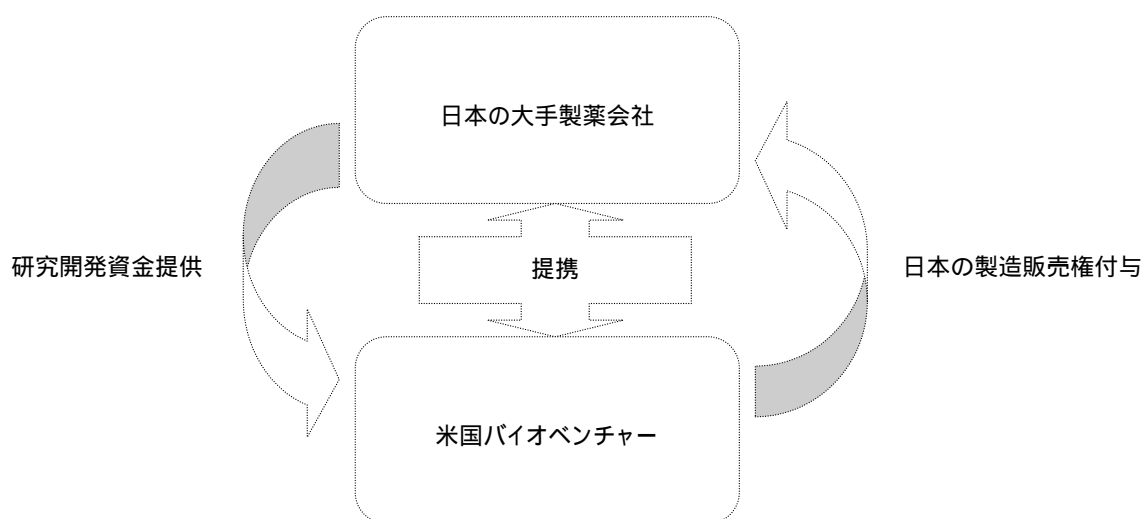 日本の大手製薬会社
研究開発資金提供
提携
日本の製造販売権付与
米国バイオベンチャー